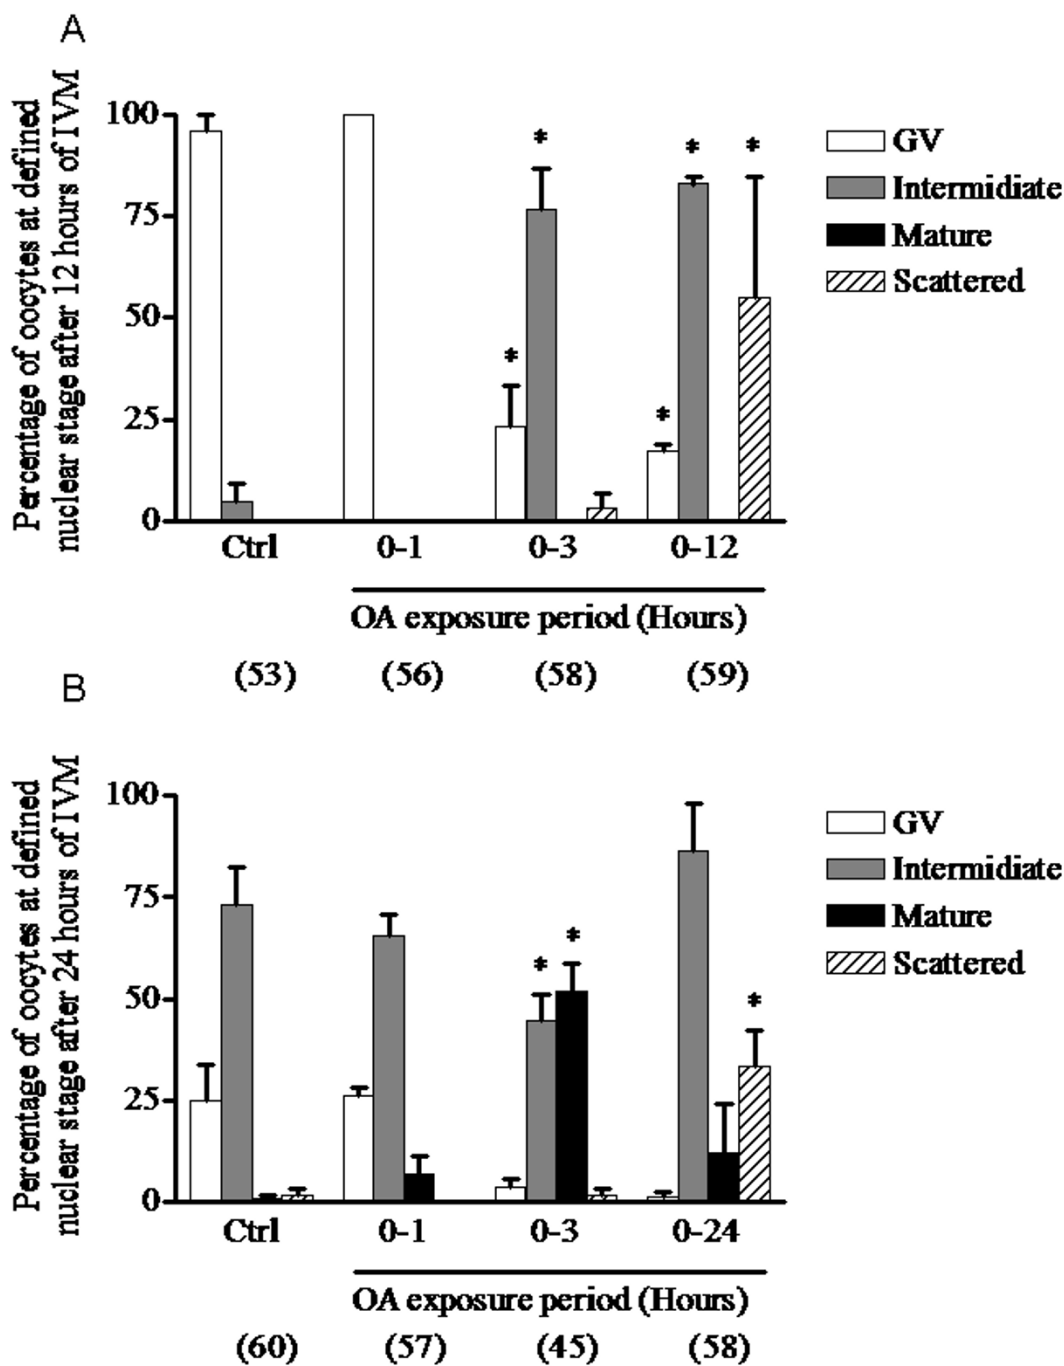 A
Percentage of oocytes at defined
nuclear stage after 12 hours of IVM
100
75
50
25
0
* * * * *
GV
Intermidiate
Mature
Scattered
Ctrl 0-1 0-3 0-12
OA exposure period (Hours)
(53) (56) (58) (59)
B
Percentage of oocytes at defined
nuclear stage after 24 hours of IVM
100
75
50
25
0
* * *
GV
Intermidiate
Mature
Scattered
Ctrl 0-1 0-3 0-24
OA exposure period (Hours)
(60) (57) (45) (58)